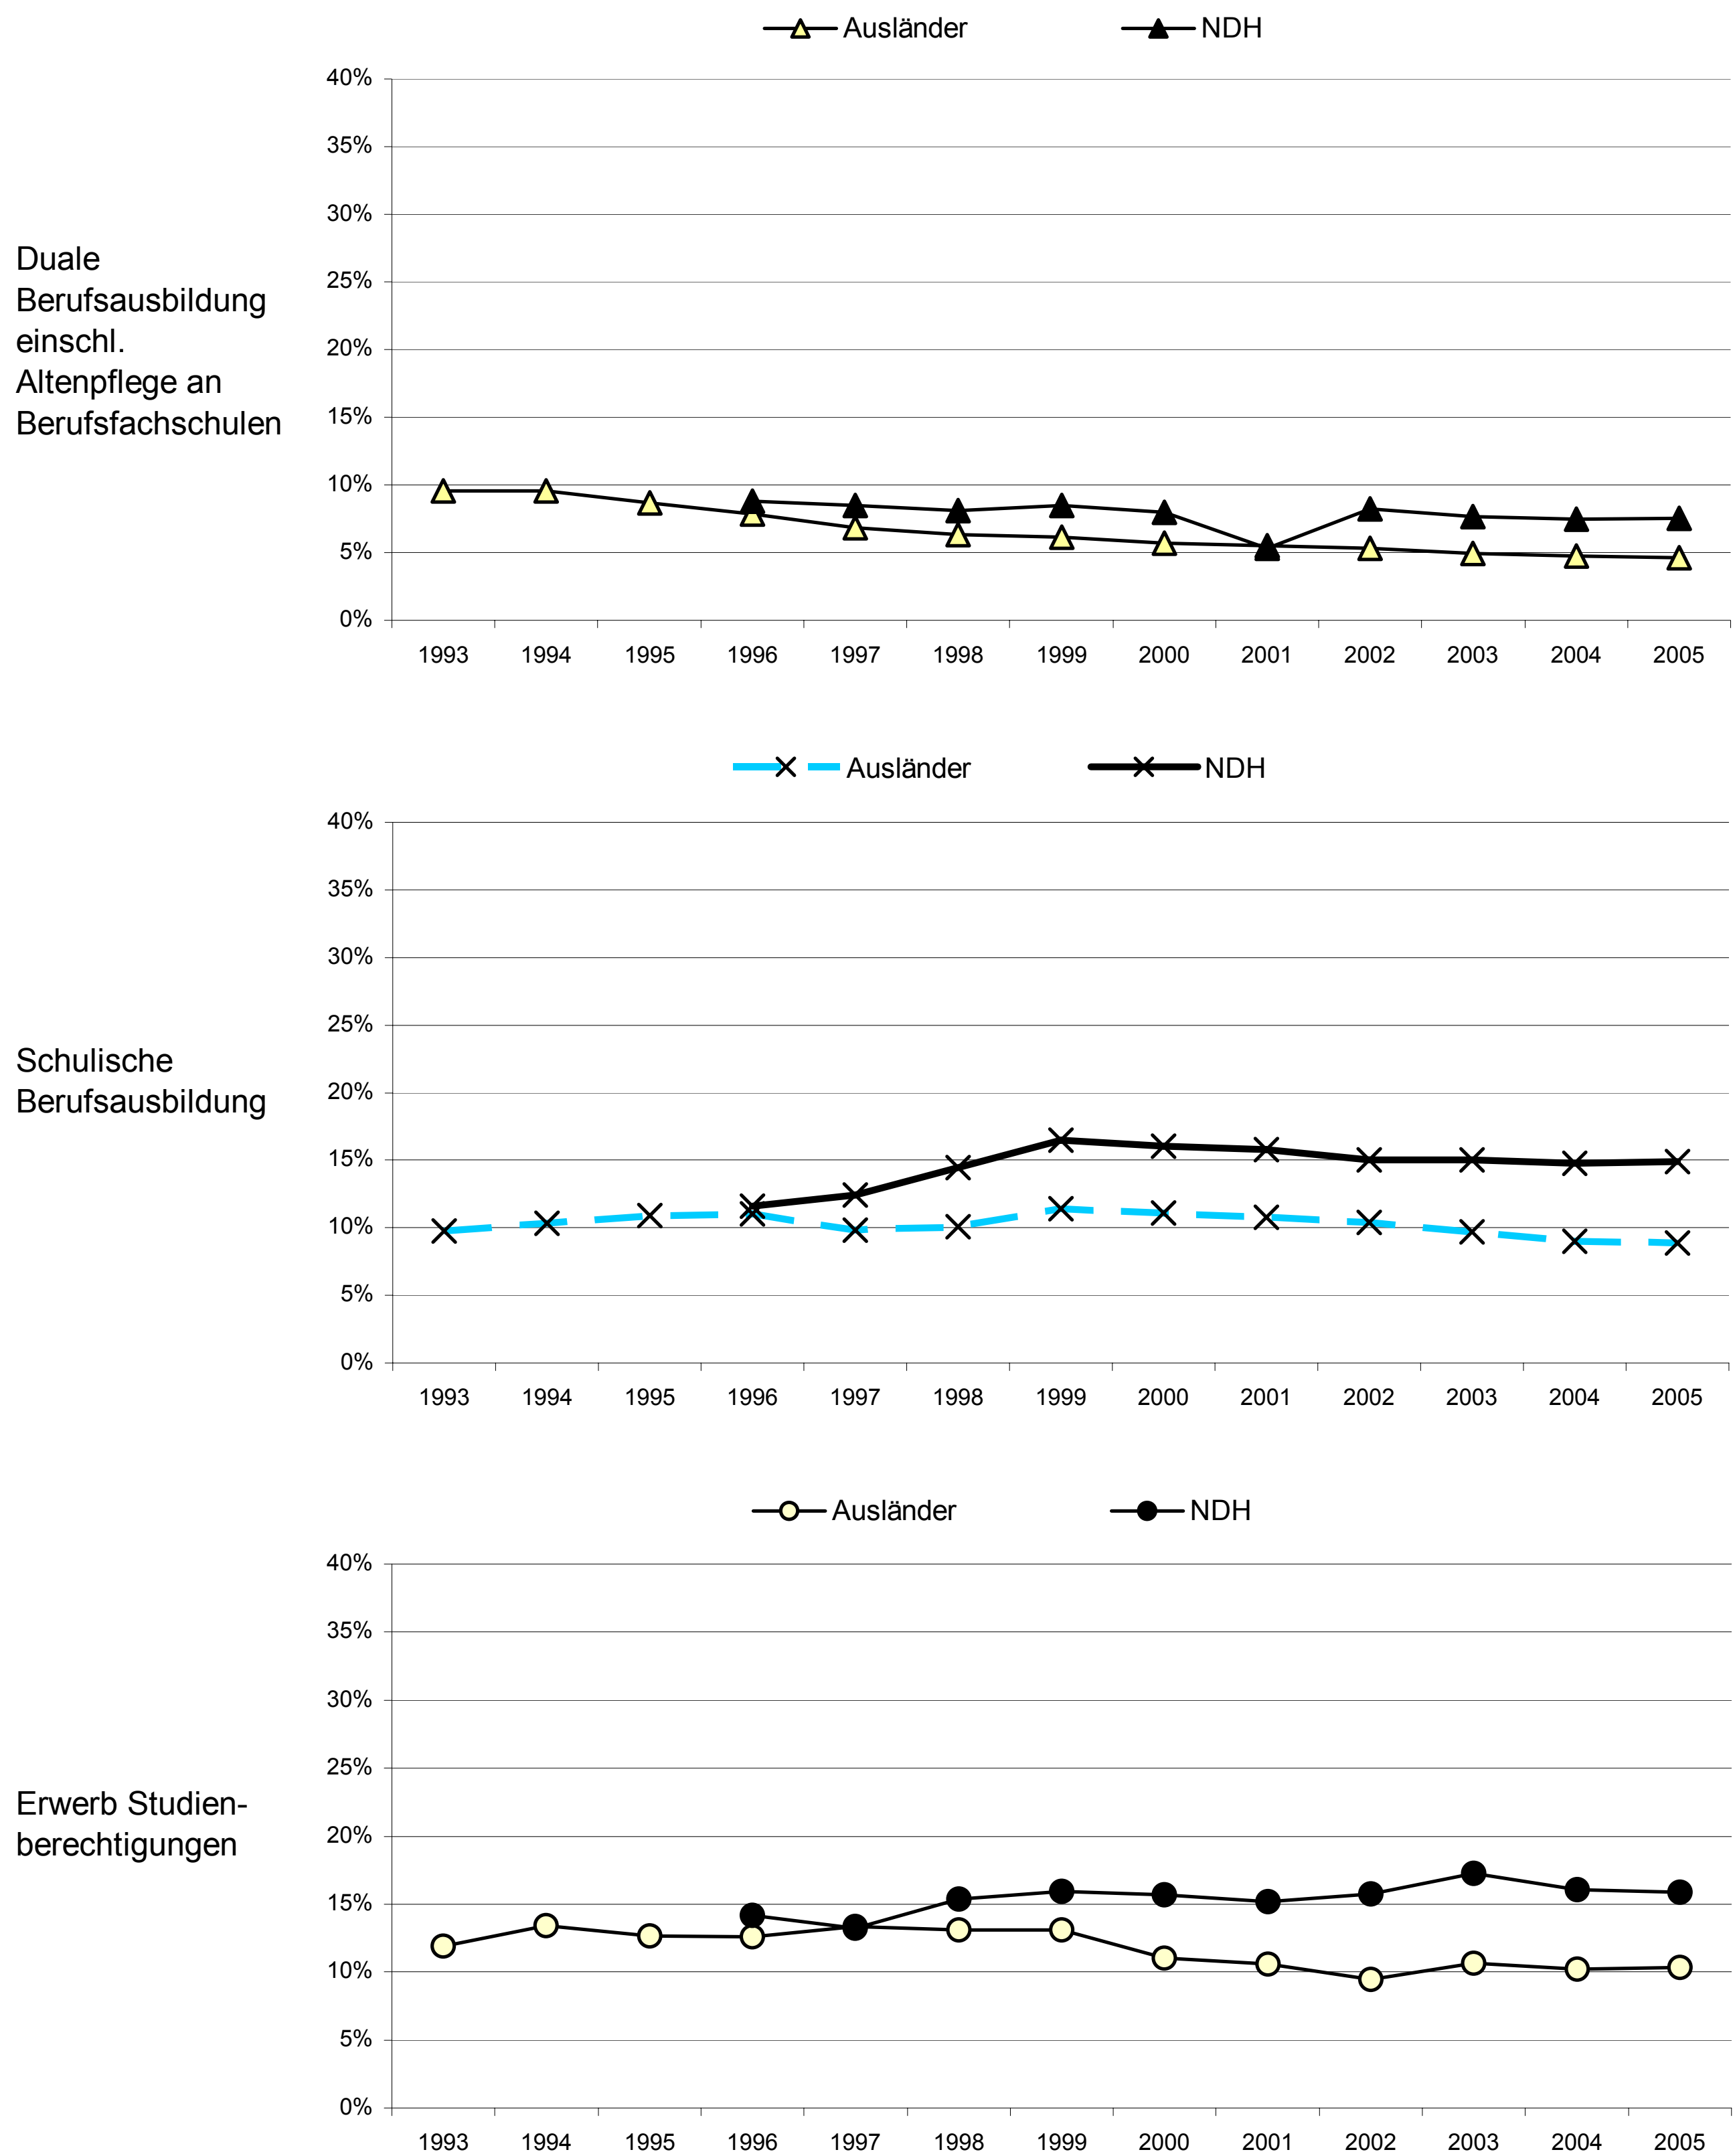 Ausländer NDH
40%
35%
30%
25%
20%
15%
10%
5%
0%
Duale
Berufsausbildung
einschl.
Altenpflege an
Berufsfachschulen
1993 1994 1995 1996 1997 1998 1999 2000 2001 2002 2003 2004 2005
Ausländer NDH
40%
35%
30%
25%
20%
15%
10%
5%
0%
Schulische
Berufsausbildung
1993 1994 1995 1996 1997 1998 1999 2000 2001 2002 2003 2004 2005
Ausländer NDH
40%
35%
30%
25%
20%
15%
10%
5%
0%
Erwerb Studien-
berechtigungen
1993 1994 1995 1996 1997 1998 1999 2000 2001 2002 2003 2004 2005